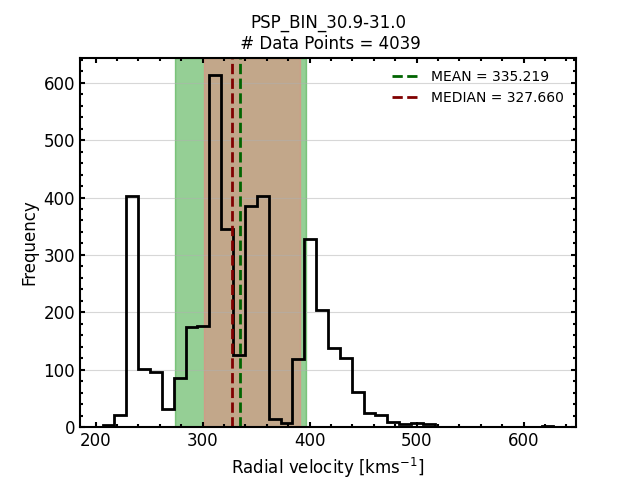 PSP_BIN_30.9-31.0
# Data Points = 4039
MEAN = 335.219
MEDIAN = 327.660
600
500
400
300
200
100
0
Frequency
200 300 400 500 600
Radial velocity [kms⁻¹]